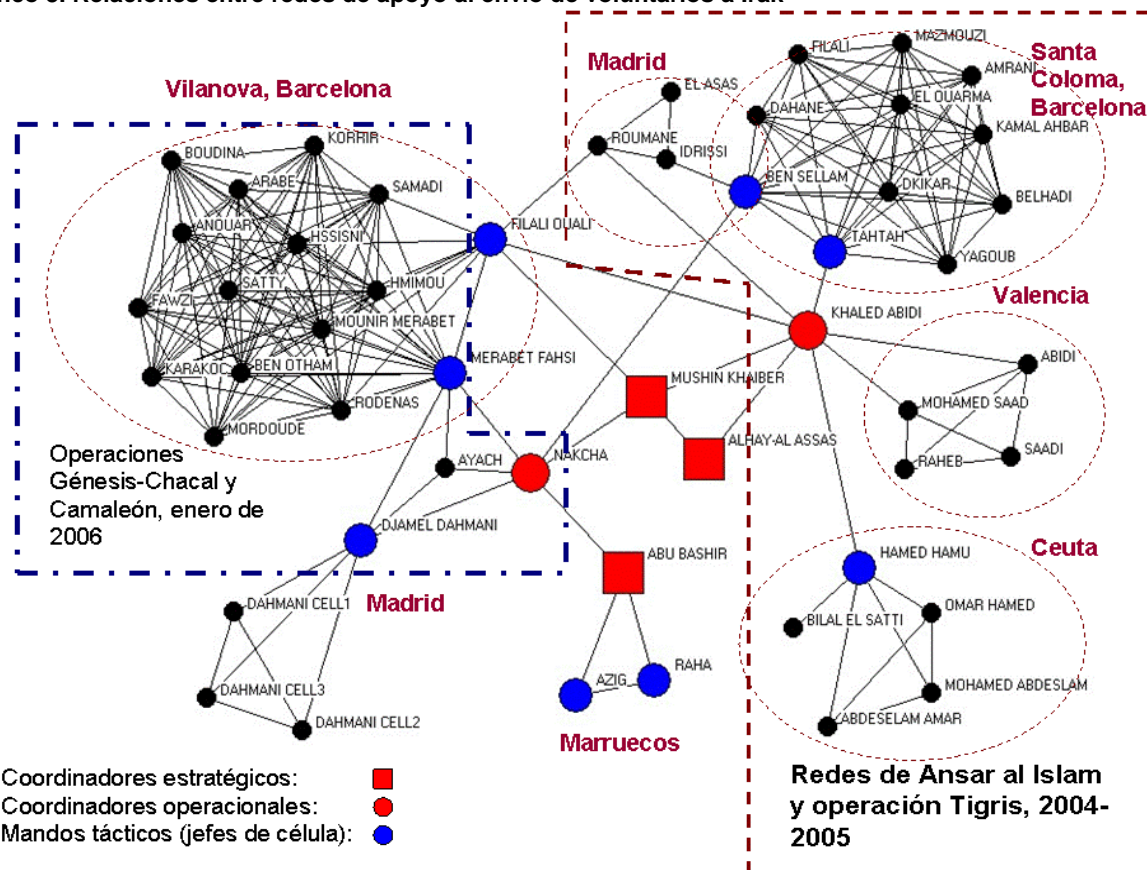 Madrid
Santa
Coloma,
Barcelona
Vilanova, Barcelona
FILALI
MAZMOUZI
AMRANI
EL ASAS
EL OUARMA
DAHANE
KAMAL AHBAR
ROUMANE
IDRISSI
BEN SELLAM
DKIKAR
BELHADI
TAHTAH
YAGOUB
KORRIR
BOUDINA
ARABE
SAMADI
ANOUAR
HSSISNI
FILALI OUALI
SATTY
HMIMOU
FAWZI
MOUNIR MERABET
MERABET FAHSI
KARAKOC
BEN OTHAM
RODENAS
MORDOUDE
KHALED ABIDI
Valencia
ABIDI
MUSHIN KHAIBER
MOHAMED SAAD
ALHAY-AL ASSAS
SAADI
RAHEB
Operaciones
Génesis-Chacal y
Camaleón, enero de
2006
AYACH
NAKCHA
DJAMEL DAHMANI
ABU BASHIR
HAMED HAMU
Ceuta
Madrid
DAHMANI CELL1
DAHMANI CELL3
DAHMANI CELL2
BILAL EL SATTI
OMAR HAMED
MOHAMED ABDESLAM
ABDESELAM AMAR
AZIG
RAHA
Marruecos
Coordinadores estratégicos:
Coordinadores operacionales:
Mandos tácticos (jefes de célula):
Redes de Ansar al Islam
y operación Tigris, 2004-
2005